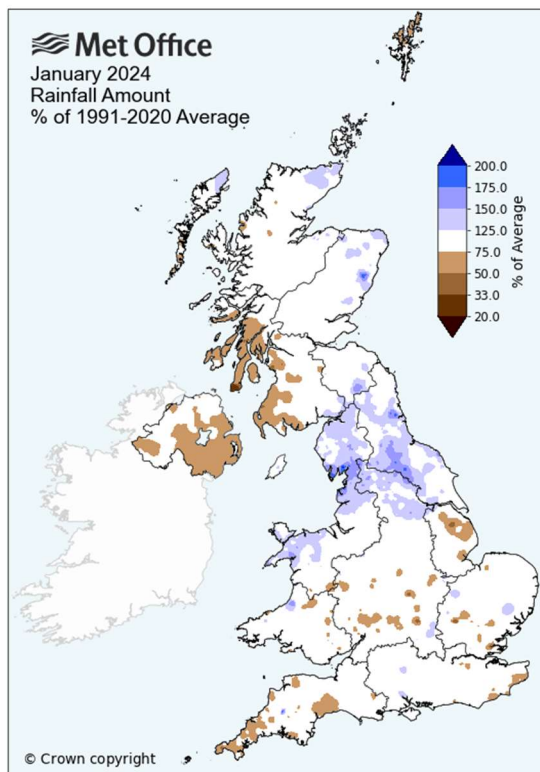 Met Office
January 2024
Rainfall Amount
% of 1991-2020 Average
200.0
175.0
150.0
125.0
75.0
50.0
33.0
20.0
% of Average
© Crown copyright